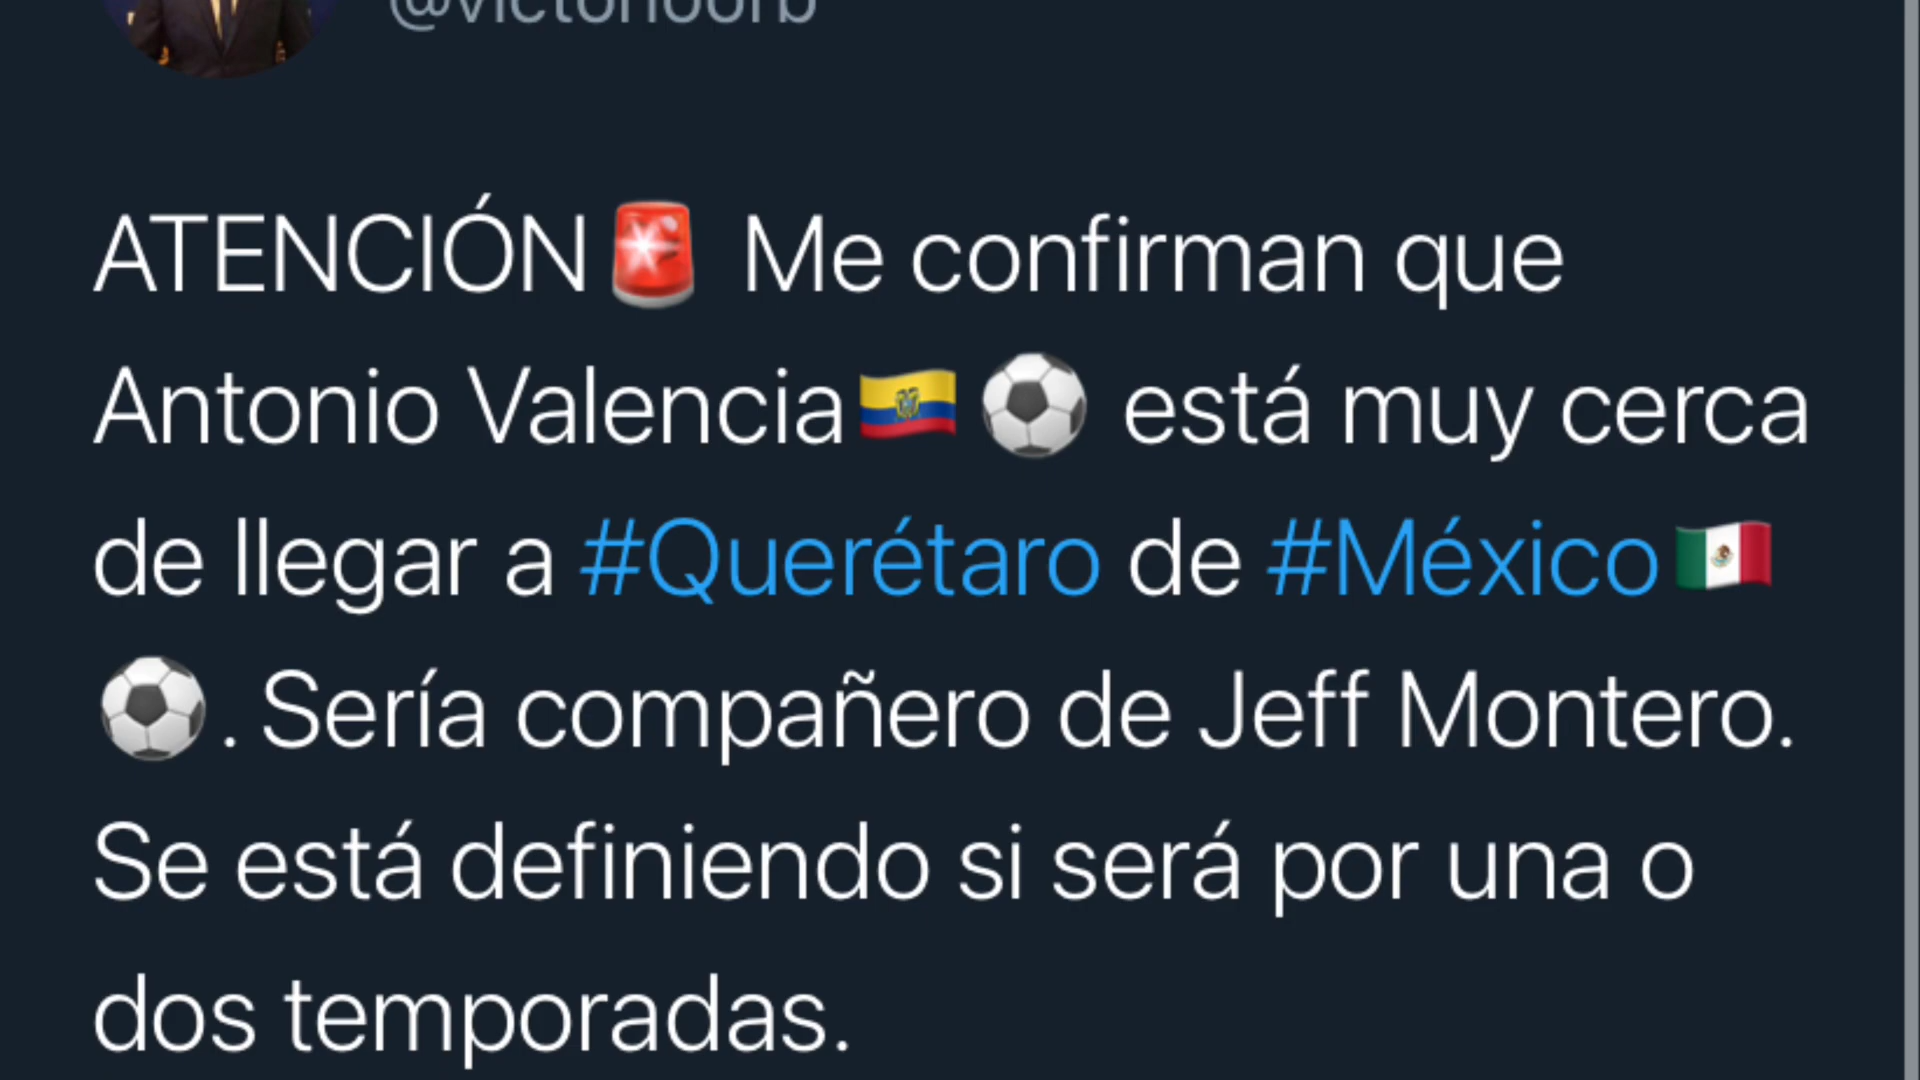 ATENCIÓN🚨 Me confirman que
Antonio Valencia🇪🇨⚽ está muy cerca
de llegar a #Querétaro de #México🇲🇽
⚽. Sería compañero de Jeff Montero.
Se está definiendo si será por una o
dos temporadas.